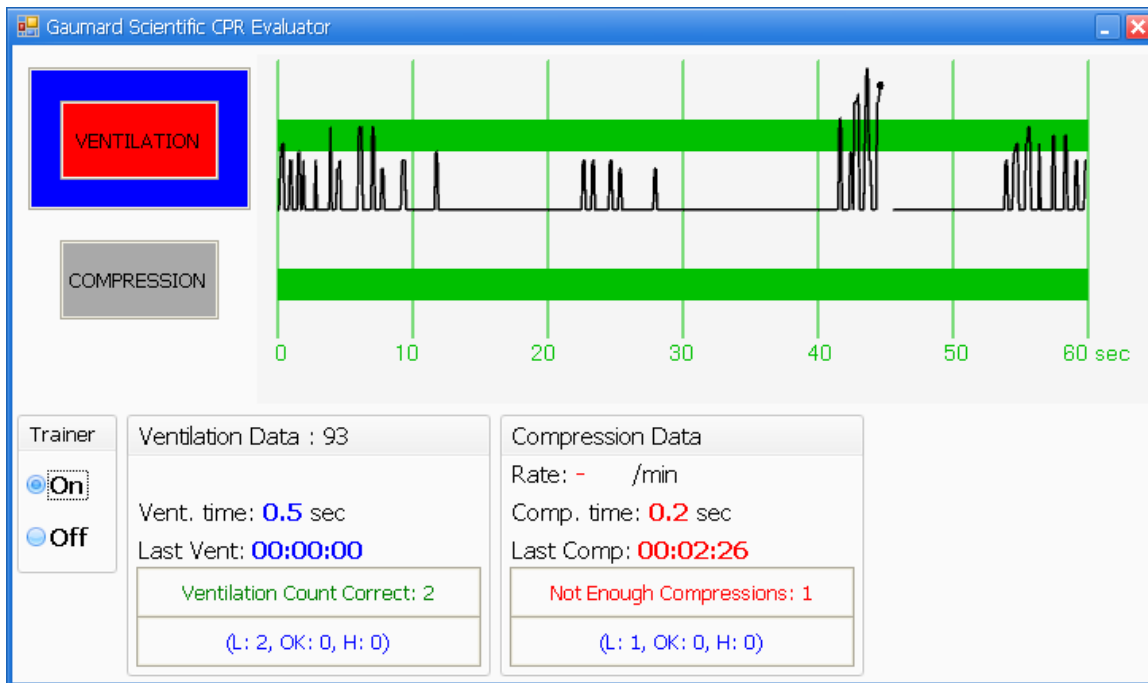 Gaumard Scientific CPR Evaluator
VENTILATION
COMPRESSION
0 10 20 30 40 50 60 sec
Trainer
On
Off
Ventilation Data : 93
Vent. time: 0.5 sec
Last Vent: 00:00:00
Ventilation Count Correct: 2
(L: 2, OK: 0, H: 0)
Compression Data
Rate: - /min
Comp. time: 0.2 sec
Last Comp: 00:02:26
Not Enough Compressions: 1
(L: 1, OK: 0, H: 0)